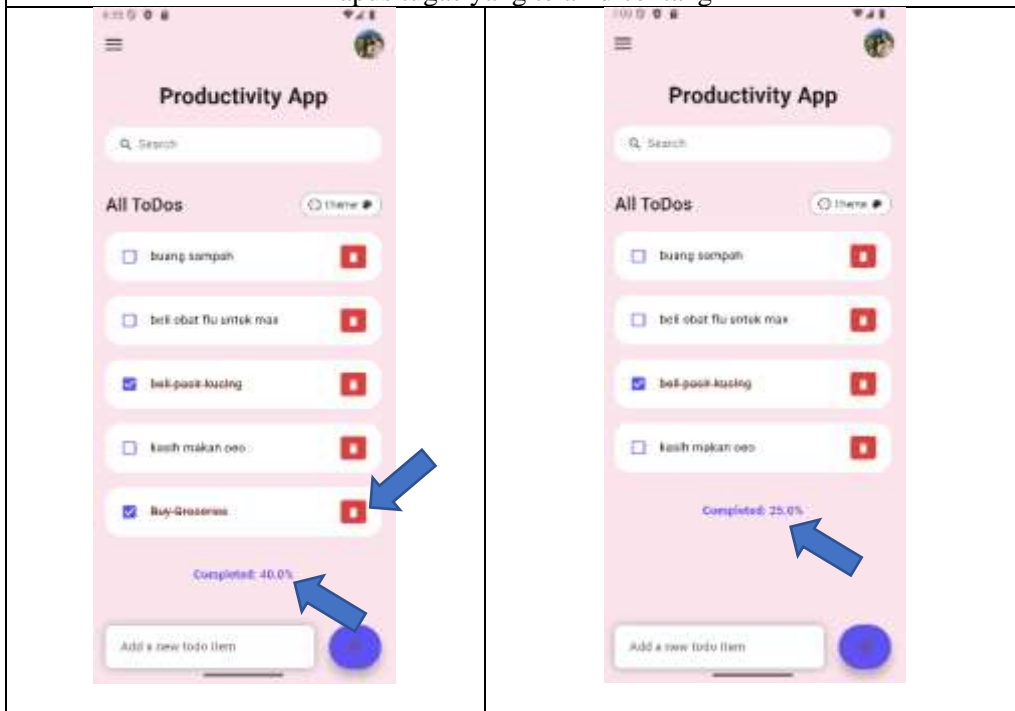 Productivity App
Search
All ToDos
theme
buang sampah
beli obat flu untuk max
beli pasir kucing
kasih makan oeo
Buy Groceries
Completed: 40.0%
Add a new todo item
Productivity App
Search
All ToDos
theme
buang sampah
beli obat flu untuk max
beli pasir kucing
kasih makan oeo
Completed: 25.0%
Add a new todo item